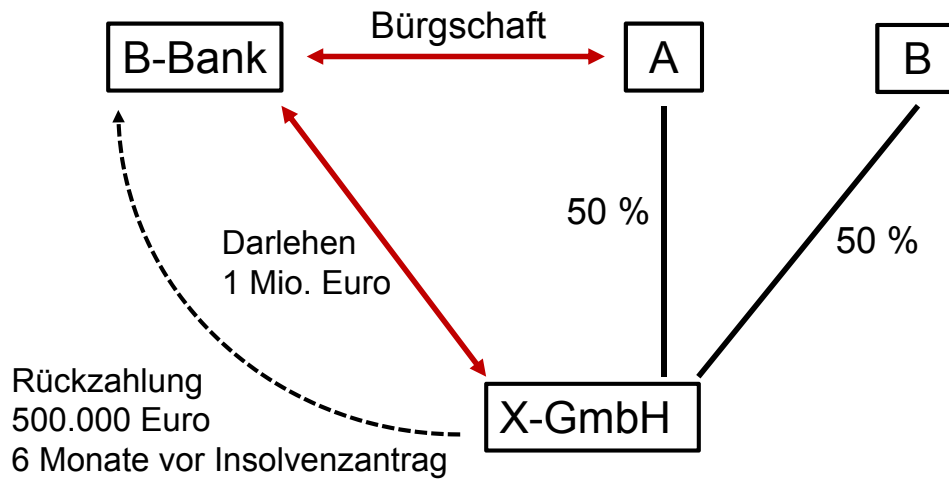 Bürgschaft
B-Bank
A
B
50 %
50 %
Darlehen
1 Mio. Euro
Rückzahlung
500.000 Euro
6 Monate vor Insolvenzantrag
X-GmbH